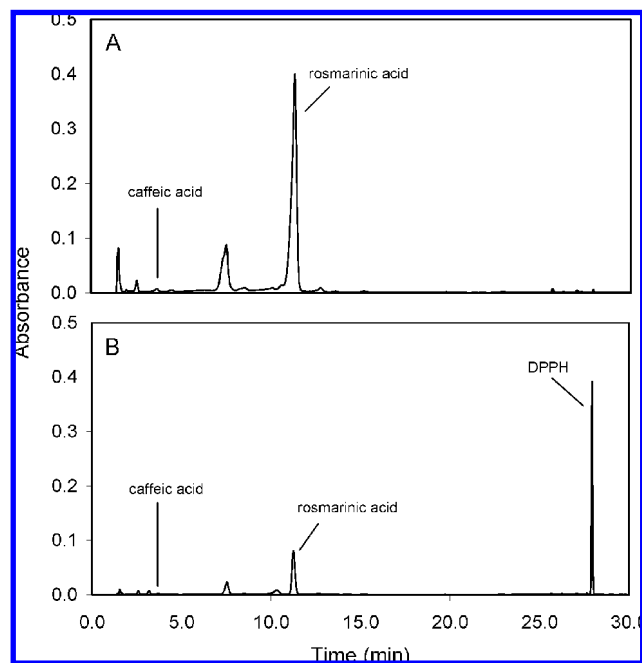 0.5
A
rosmarinic acid
0.4
0.3
caffeic acid
0.2
0.1
0.0
Absorbance
0.5
B
DPPH
0.4
0.3
caffeic acid
0.2
rosmarinic acid
0.1
0.0
0.0 5.0 10.0 15.0 20.0 25.0 30.0
Time (min)